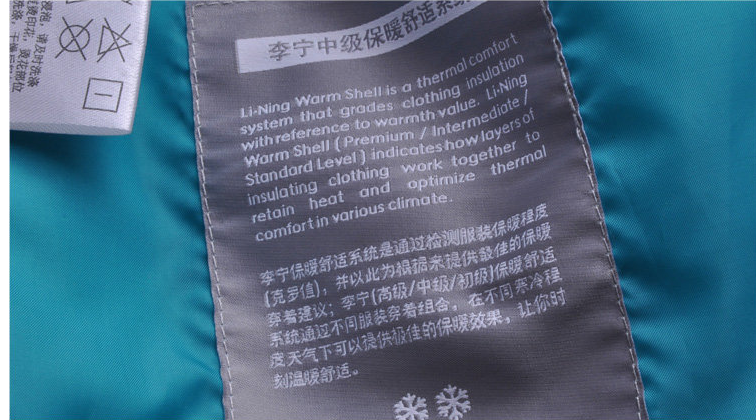 李宁中级保暖舒适系统
Li-Ning Warm Shell is a thermal comfort
system that grades clothing insulation
with reference to warmth value. Li-Ning
Warm Shell ( Premium / Intermediate /
Standard Level ) indicates how layers of
insulating clothing work together to
retain heat and optimize thermal
comfort in various climate.
李宁保暖舒适系统是通过检测服装保暖程度
(克罗值)，并以此为根据来提供最佳的保暖
穿着建议；李宁(高级/中级/初级)保暖舒适
系统通过不同服装穿着组合，在不同寒冷程
度天气下可以提供极佳的保暖效果，让你时
刻温暖舒适。